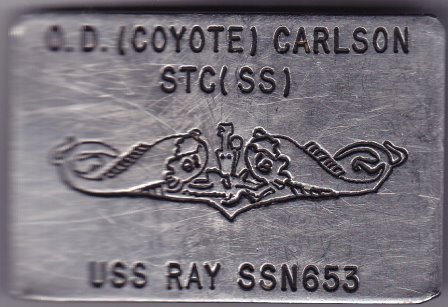 O.D. (COYOTE) CARLSON
STC(SS)
USS RAY SSN653